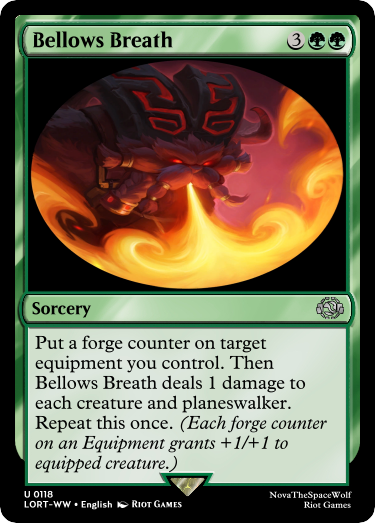 Bellows Breath 3
Sorcery
Put a forge counter on target
equipment you control. Then
Bellows Breath deals 1 damage to
each creature and planeswalker.
Repeat this once. (Each forge counter
on an Equipment grants +1/+1 to
equipped creature.)
U 0118
LORT-WW • English Riot Games
NovaTheSpaceWolf
Riot Games